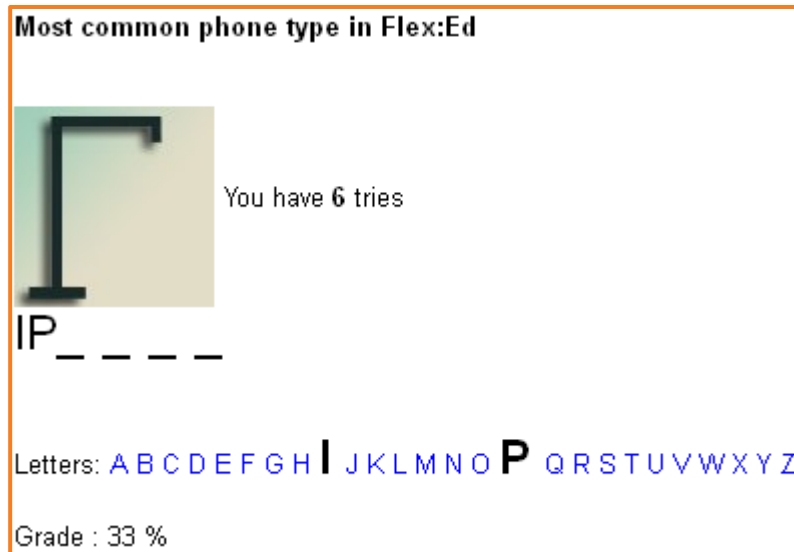 Most common phone type in Flex:Ed
You have 6 tries
IP_ _ _ _
Letters: A B C D E F G H I J K L M N O P Q R S T U V W X Y Z
Grade : 33 %